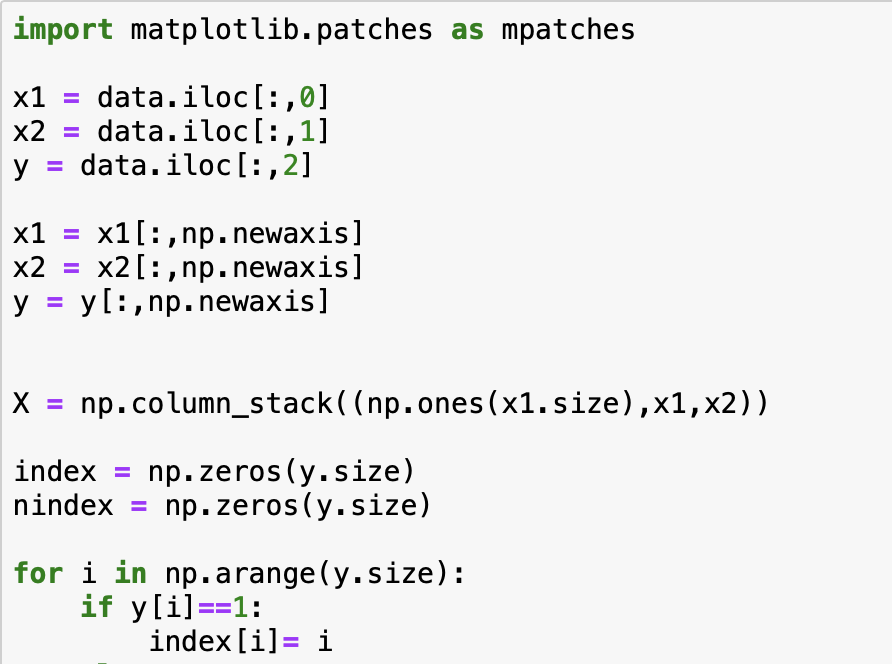 import matplotlib.patches as mpatches
x1 = data.iloc[:,0]
x2 = data.iloc[:,1]
y = data.iloc[:,2]
x1 = x1[:,np.newaxis]
x2 = x2[:,np.newaxis]
y = y[:,np.newaxis]
X = np.column_stack((np.ones(x1.size),x1,x2))
index = np.zeros(y.size)
nindex = np.zeros(y.size)
for i in np.arange(y.size):
    if y[i]==1:
        index[i]= i